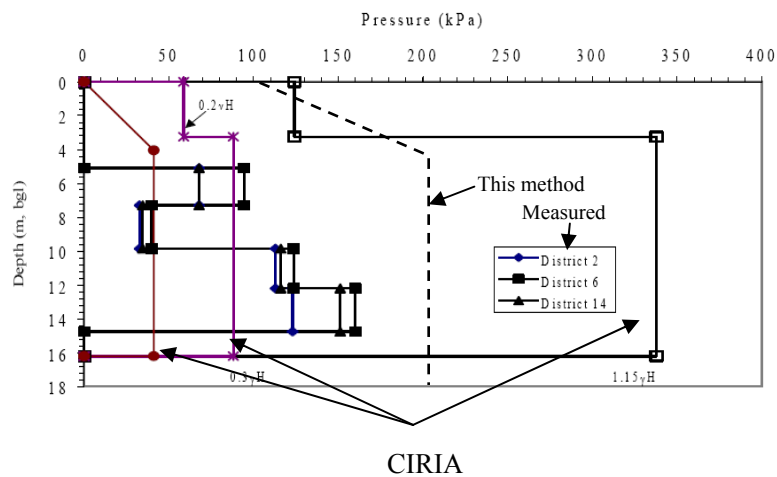 Pressure (kPa)
0 50 100 150 200 250 300 350 400
Depth (m, bgl)
0
2
4
6
8
10
12
14
16
18
0.2γH
This method
Measured
District 2
District 6
District 14
0.3γH
1.15γH
CIRIA